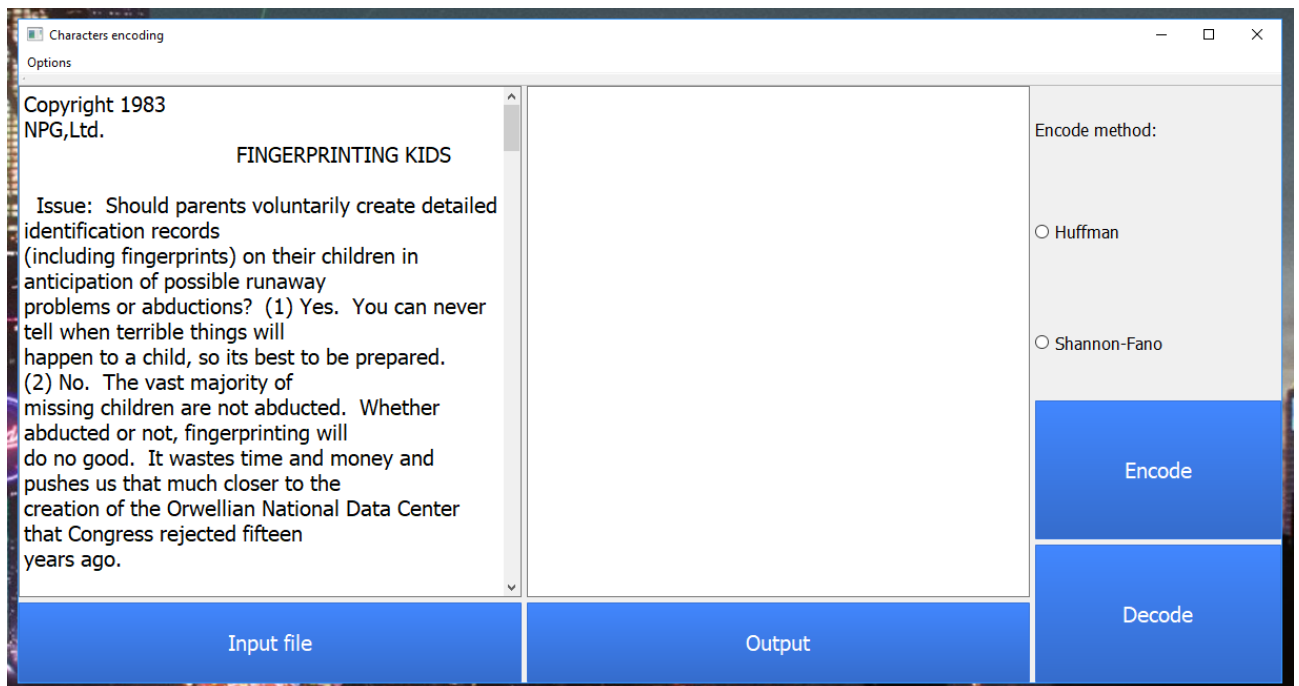 Characters encoding
Options
Copyright 1983
NPG,Ltd.
FINGERPRINTING KIDS
Issue:  Should parents voluntarily create detailed
identification records
(including fingerprints) on their children in
anticipation of possible runaway
problems or abductions?  (1) Yes.  You can never
tell when terrible things will
happen to a child, so its best to be prepared.
(2) No.  The vast majority of
missing children are not abducted.  Whether
abducted or not, fingerprinting will
do no good.  It wastes time and money and
pushes us that much closer to the
creation of the Orwellian National Data Center
that Congress rejected fifteen
years ago.
Input file
Output
Encode method:
Huffman
Shannon-Fano
Encode
Decode